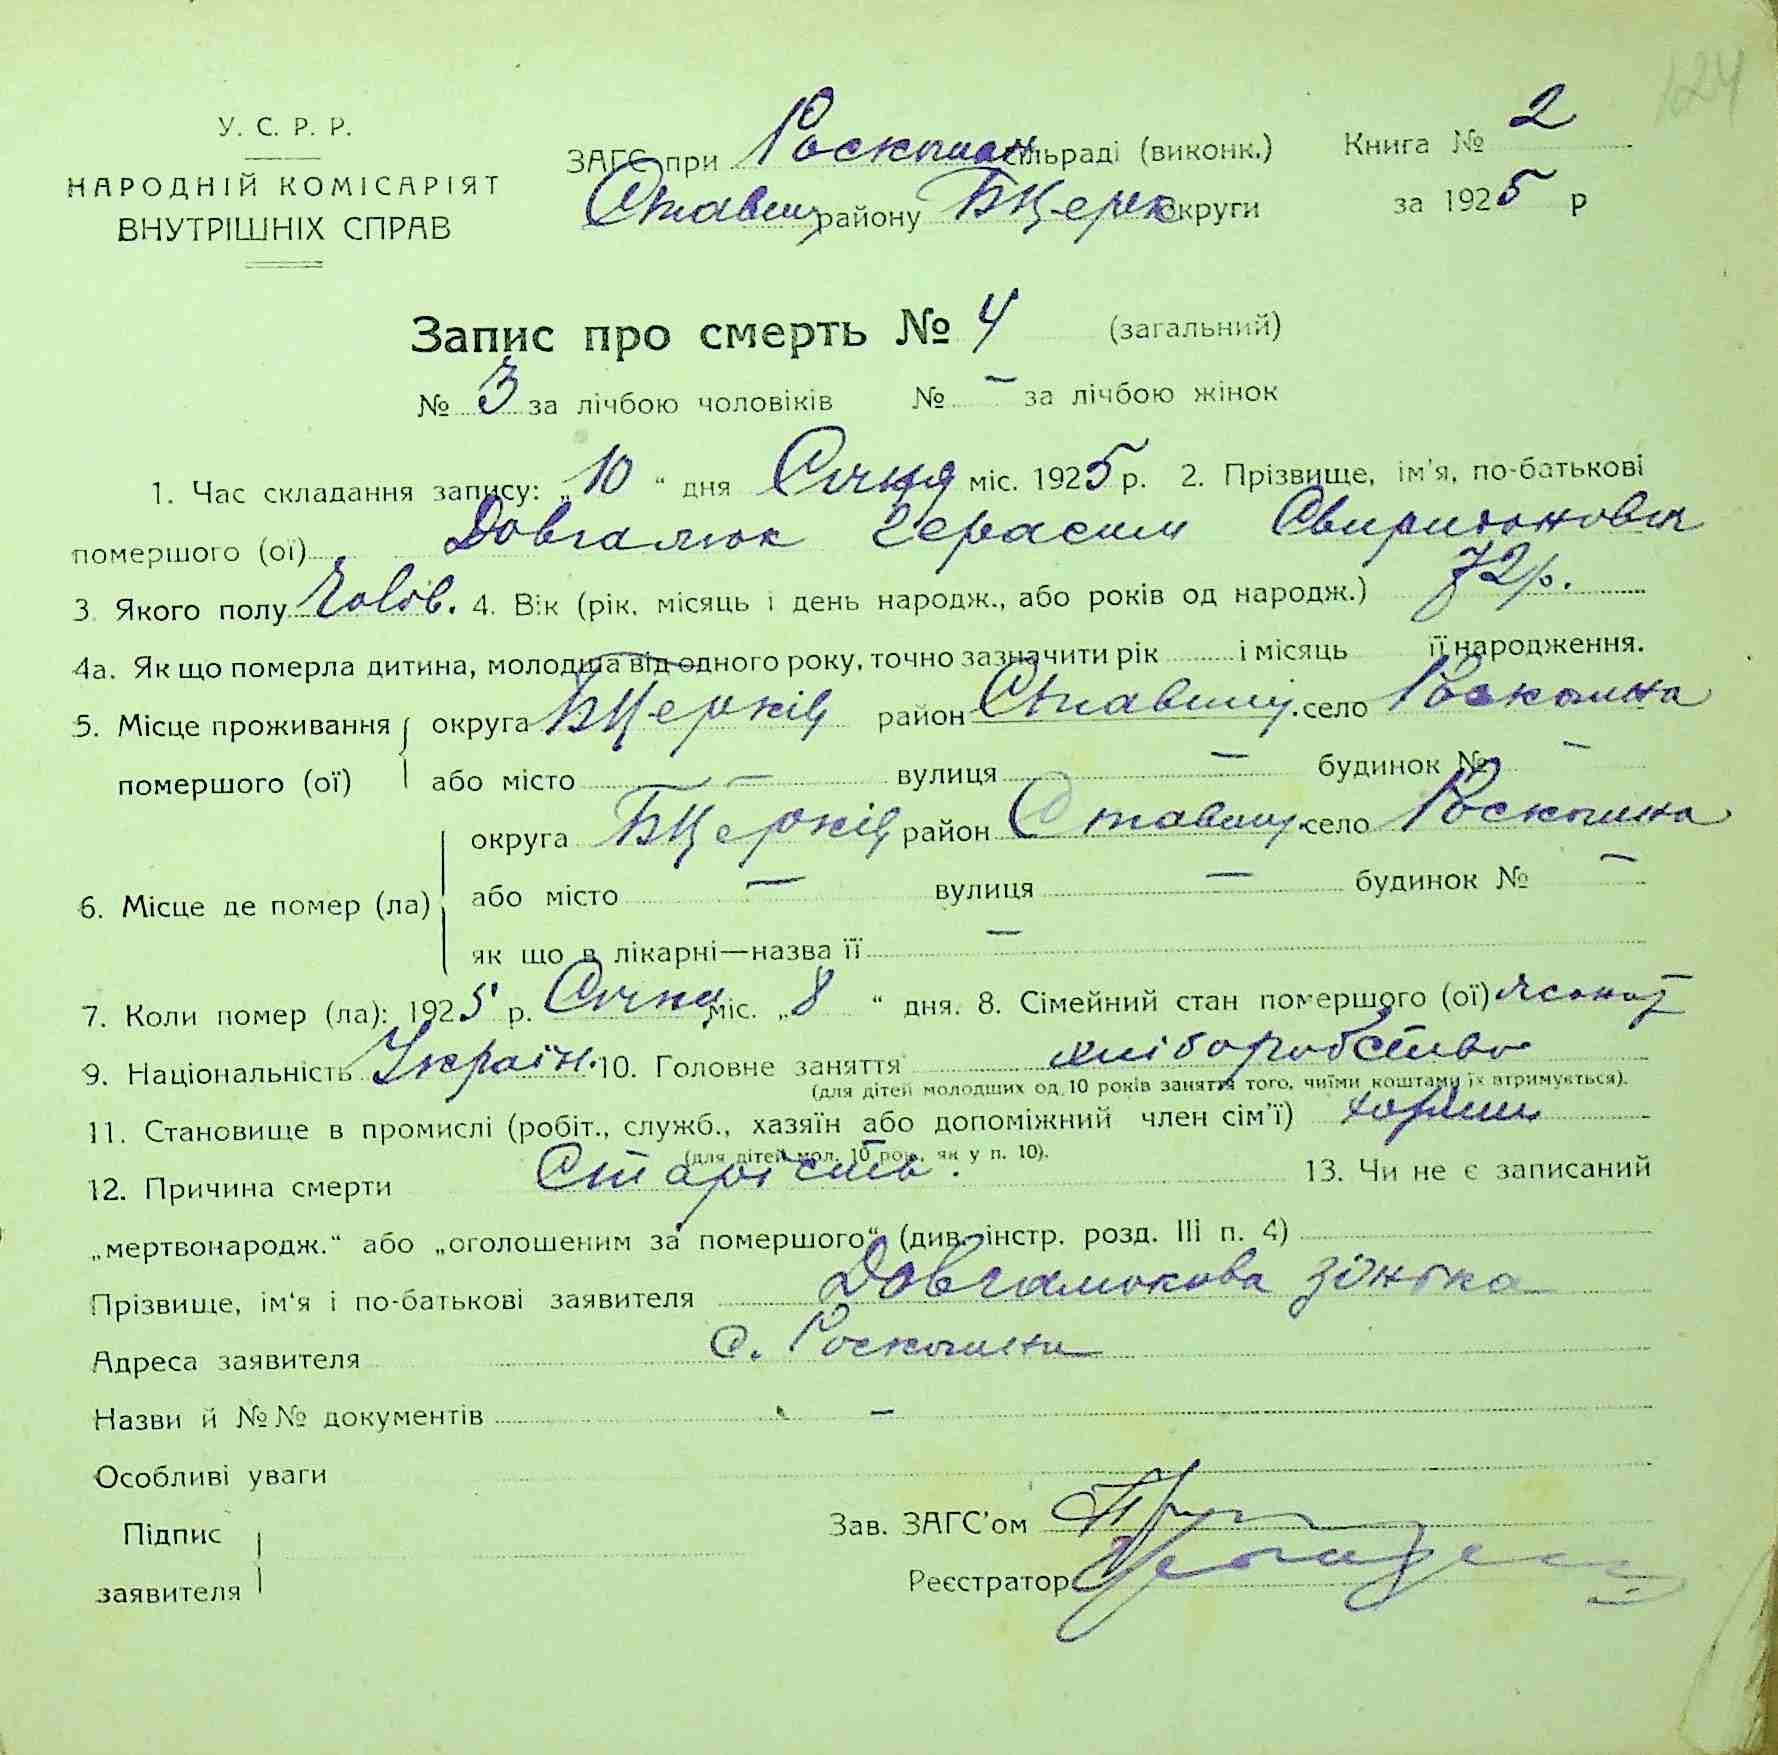 124
У. С. Р. Р.
НАРОДНІЙ КОМІСАРІЯТ
ВНУТРІШНІХ СПРАВ
ЗАГС при Роскошан сільраді (виконк.) Книга № 2
Ставищ району БЦерк округи за 1925 р
Запис про смерть № 4 (загальний)
№ 3 за лічбою чоловіків № — за лічбою жінок
1. Час складання запису: „10“ дня Січня міс. 1925 р. 2. Прізвище, ім'я, по-батькові
помершого (ої) Довгалюк Герасим Свиридонович
3. Якого полу Чолов. 4. Вік (рік, місяць і день народж., або років од народж.) 72 р.
4а. Як що померла дитина, молодша від одного року, точно зазначити рік і місяць її народження.
5. Місце проживання округа БЦерків район Ставищ. село Роскошна
помершого (ої) або місто — вулиця — будинок № —
округа БЦерків район Ставищ. село Роскошна
6. Місце де помер (ла) або місто — вулиця — будинок № —
як що в лікарні—назва її —
7. Коли помер (ла): 1925 р. Січня міс. „8“ дня. 8. Сімейний стан помершого (ої)
9. Національність Україн. 10. Головне заняття хліборобство
(для дітей молодших од 10 років заняття того, чиїми коштами їх втримується).
11. Становище в промислі (робіт., служб., хазяїн або допоміжний член сім'ї)
(для дітей мол. 10 рок. як у п. 10).
12. Причина смерти Старість. 13. Чи не є записаний
„мертвонародж.“ або „оголошеним за помершого“ (див. інстр. розд. III п. 4)
Прізвище, ім'я і по-батькові заявителя Довгалюкова Зінька
Адреса заявителя С. Роскошна
Назви й №№ документів —
Особливі уваги
Підпис заявителя
Зав. ЗАГС'ом
Реєстратор